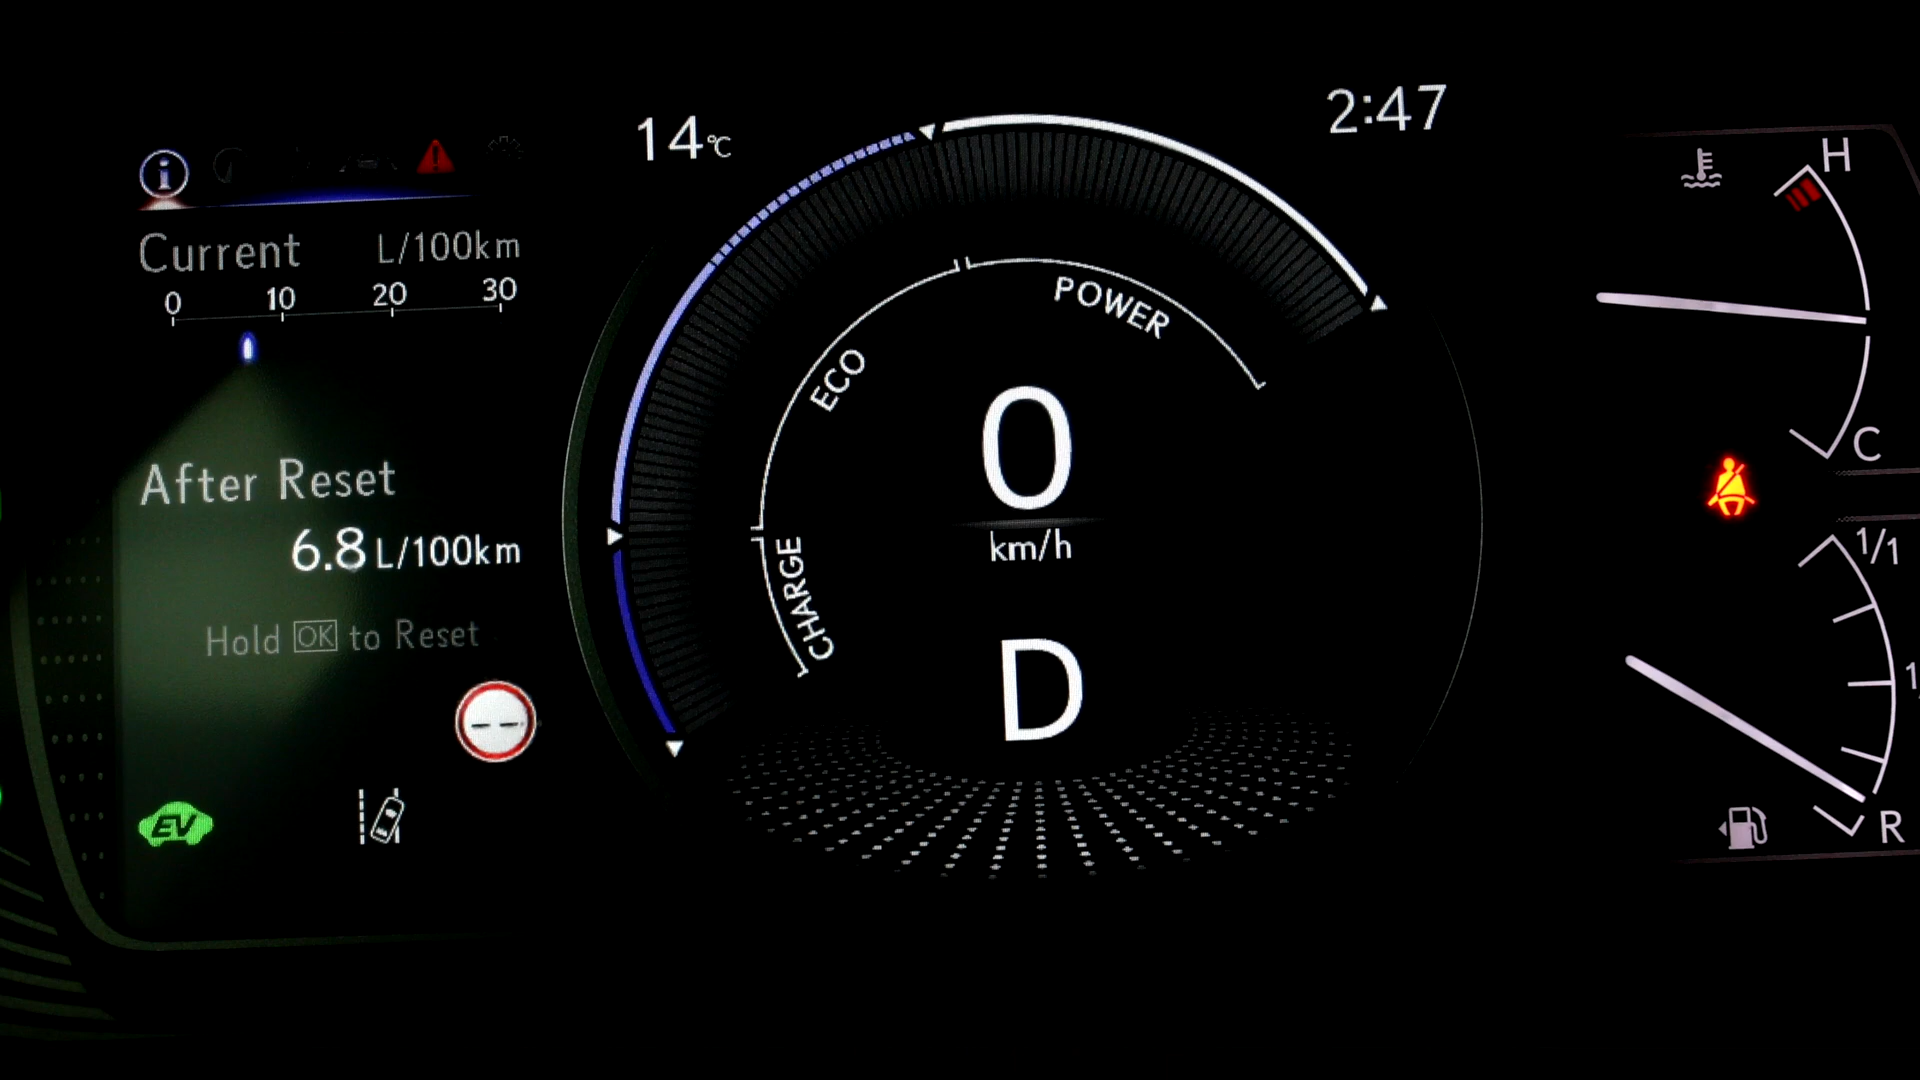 14°C
2:47
Current L/100km
0 10 20 30
After Reset
6.8 L/100km
Hold OK to Reset
--
EV
CHARGE
ECO
POWER
0
km/h
D
H
C
1/1
R